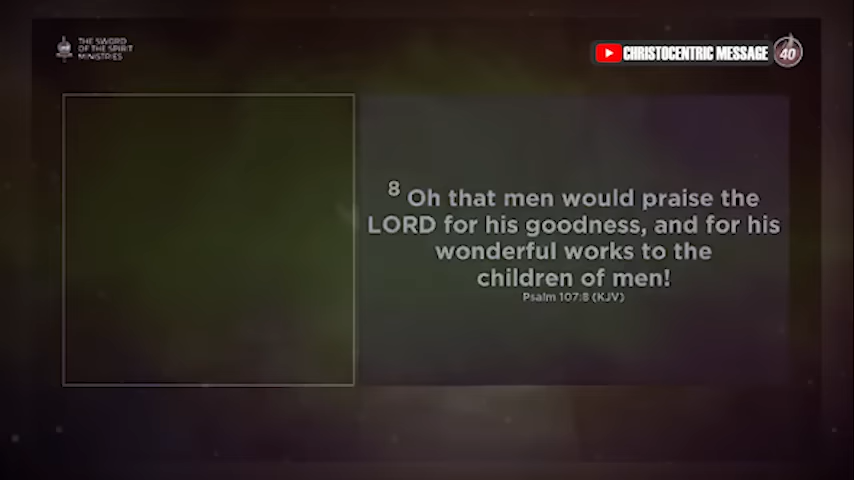 THE SWORD
OF THE SPIRIT
MINISTRIES
CHRISTOCENTRIC MESSAGE
40
8 Oh that men would praise the
LORD for his goodness, and for his
wonderful works to the
children of men!
Psalm 107:8 (KJV)